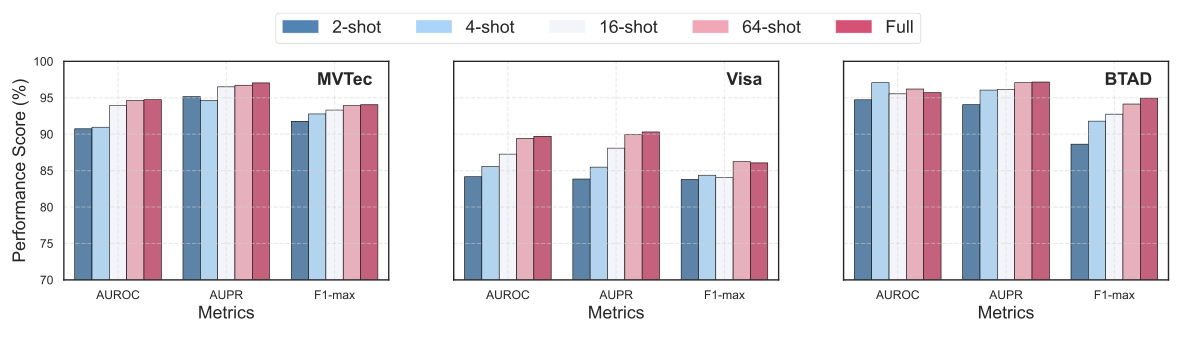 2-shot 4-shot 16-shot 64-shot Full
Performance Score (%)
100
95
90
85
80
75
70
MVTec
AUROC AUPR F1-max
Metrics
Visa
AUROC AUPR F1-max
Metrics
BTAD
AUROC AUPR F1-max
Metrics